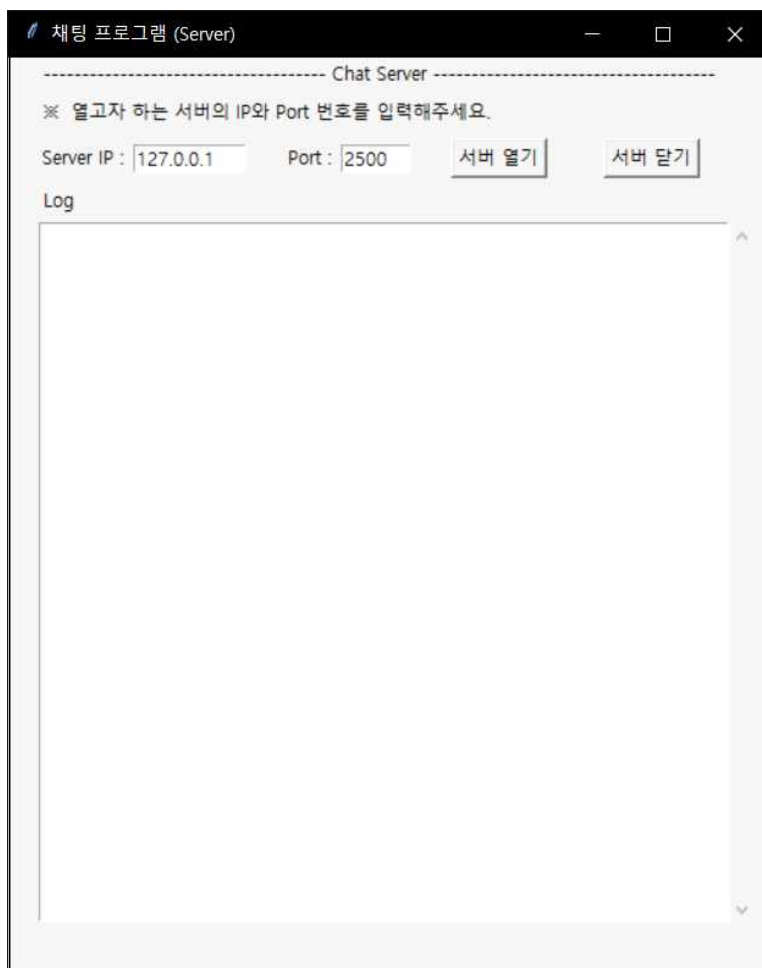 채팅 프로그램 (Server)
------------------------------------- Chat Server -------------------------------------
※ 열고자 하는 서버의 IP와 Port 번호를 입력해주세요.
Server IP : 127.0.0.1 Port : 2500 서버 열기 서버 닫기
Log